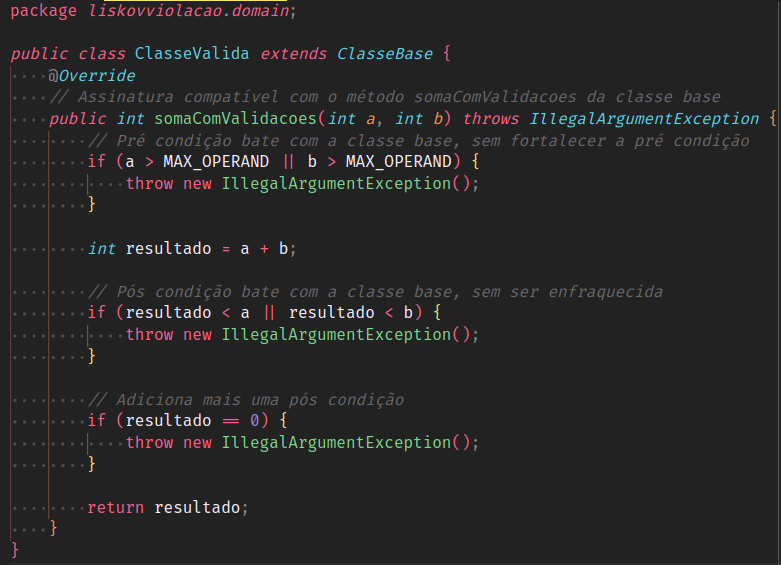 package liskovviolacao.domain;
public class ClasseValida extends ClasseBase {
@Override
// Assinatura compatível com o método somaComValidacoes da classe base
public int somaComValidacoes(int a, int b) throws IllegalArgumentException {
// Pré condição bate com a classe base, sem fortalecer a pré condição
if (a > MAX_OPERAND || b > MAX_OPERAND) {
throw new IllegalArgumentException();
}
int resultado = a + b;
// Pós condição bate com a classe base, sem ser enfraquecida
if (resultado < a || resultado < b) {
throw new IllegalArgumentException();
}
// Adiciona mais uma pós condição
if (resultado == 0) {
throw new IllegalArgumentException();
}
return resultado;
}
}